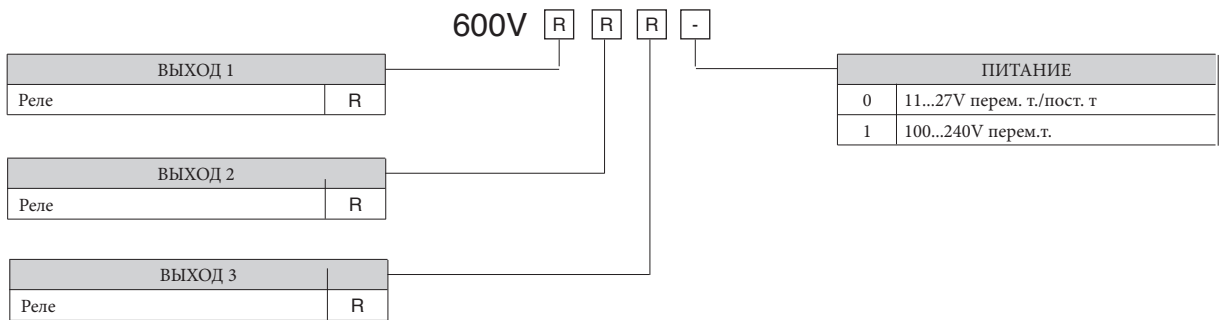 600V R R R -
ВЫХОД 1
Реле R
ВЫХОД 2
Реле R
ВЫХОД 3
Реле R
ПИТАНИЕ
0 11...27V перем. т./пост. т
1 100...240V перем.т.